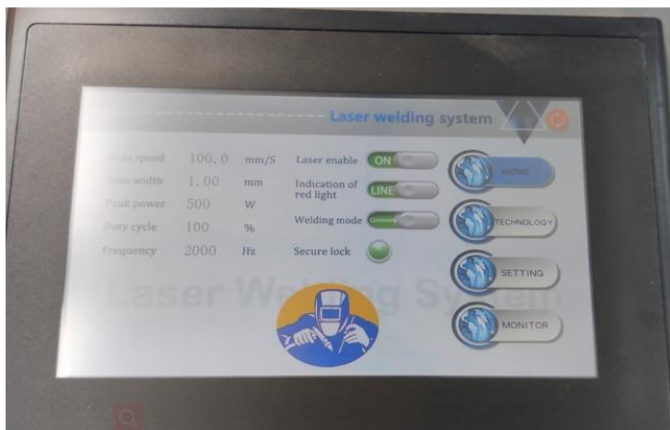 Laser welding system
Scan speed 100.0 mm/S Laser enable ON
Scan width 1.00 mm Indication of red light LINE
Peak power 500 W
Duty cycle 100 % Welding mode Continuous
Frequency 2000 Hz Secure lock
HOME
TECHNOLOGY
SETTING
MONITOR
Laser Welding System